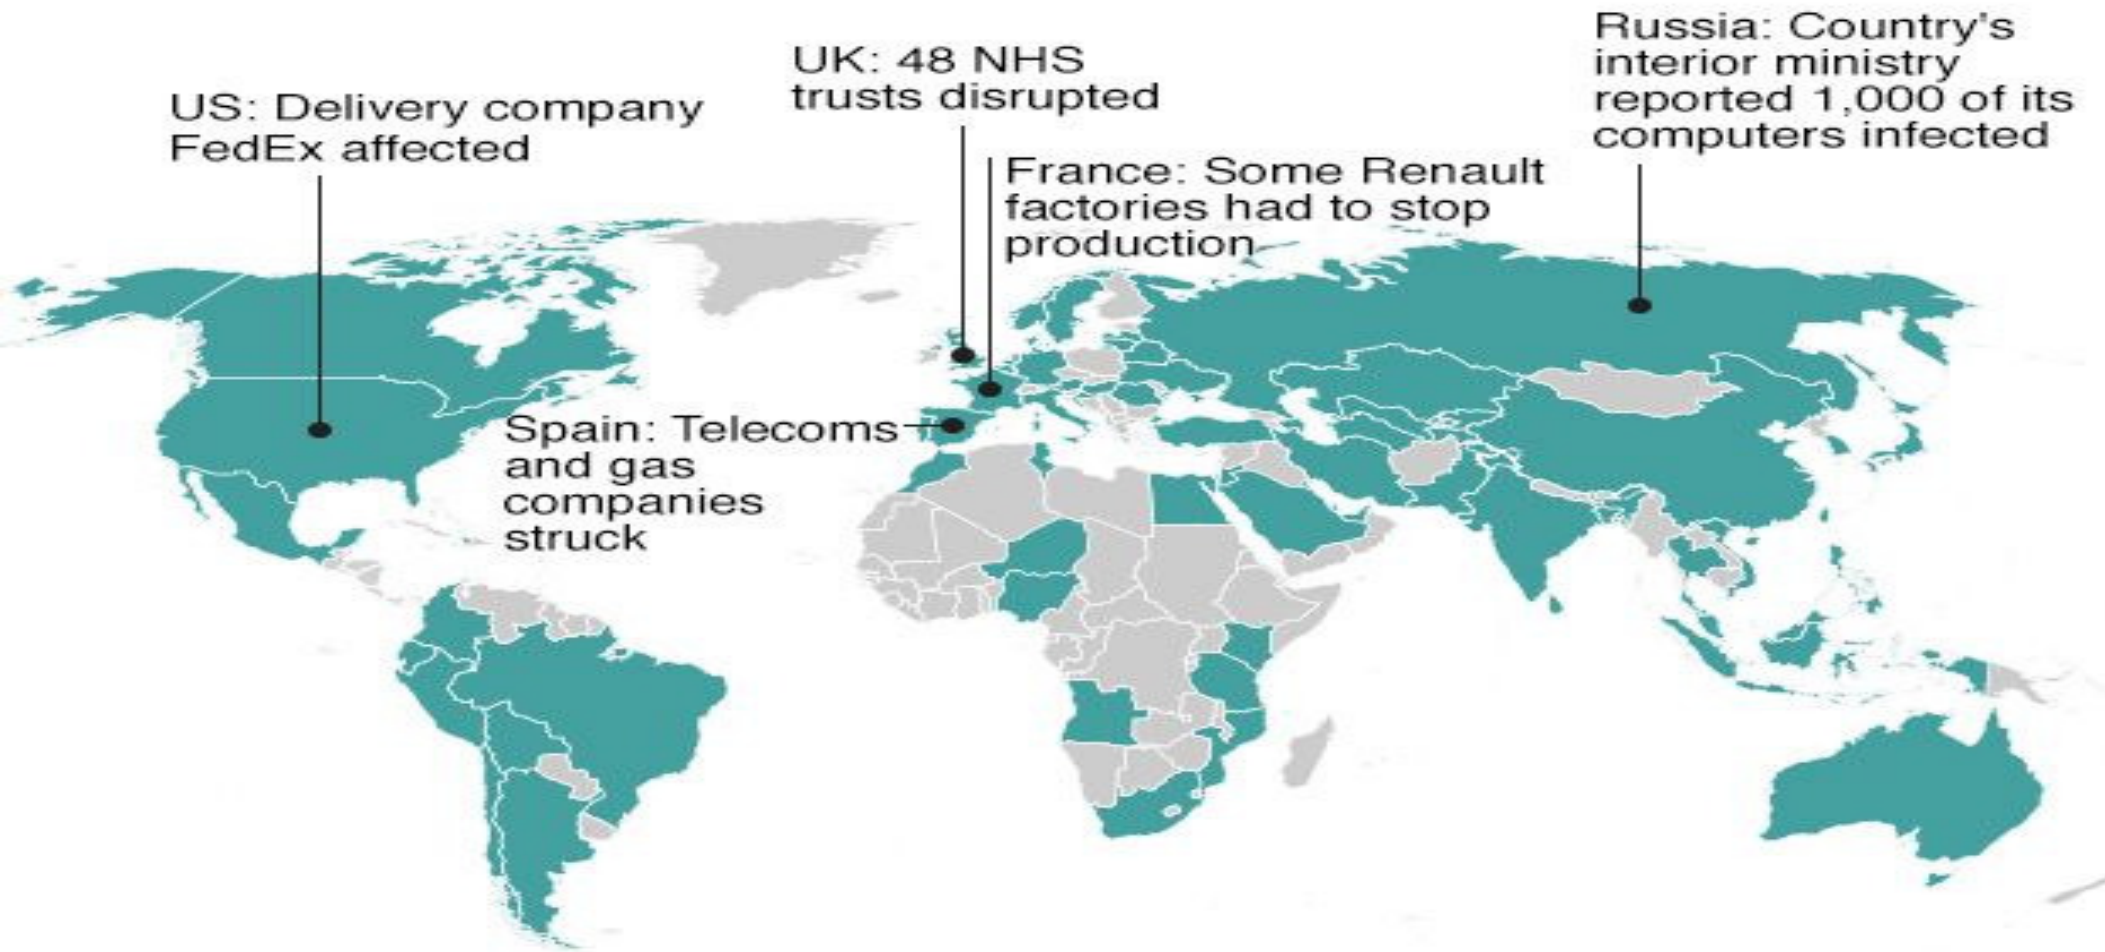 US: Delivery company
FedEx affected
UK: 48 NHS
trusts disrupted
France: Some Renault
factories had to stop
production
Russia: Country's
interior ministry
reported 1,000 of its
computers infected
Spain: Telecoms
and gas
companies
struck